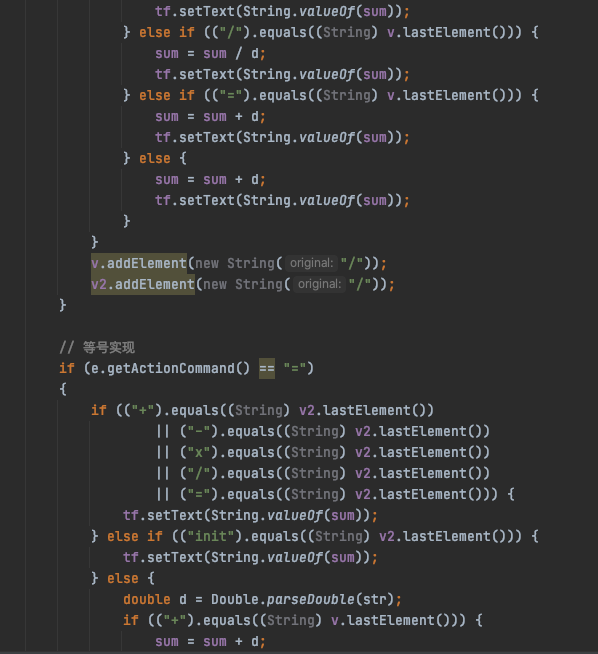 tf.setText(String.valueOf(sum));
} else if (("/").equals((String) v.lastElement())) {
sum = sum / d;
tf.setText(String.valueOf(sum));
} else if (("=").equals((String) v.lastElement())) {
sum = sum + d;
tf.setText(String.valueOf(sum));
} else {
sum = sum + d;
tf.setText(String.valueOf(sum));
}
}
v.addElement(new String( original: "/"));
v2.addElement(new String( original: "/"));
}
// 等号实现
if (e.getActionCommand() == "=")
{
if (("+").equals((String) v2.lastElement())
|| ("-").equals((String) v2.lastElement())
|| ("x").equals((String) v2.lastElement())
|| ("/").equals((String) v2.lastElement())
|| ("=").equals((String) v2.lastElement())) {
tf.setText(String.valueOf(sum));
} else if (("init").equals((String) v2.lastElement())) {
tf.setText(String.valueOf(sum));
} else {
double d = Double.parseDouble(str);
if (("+").equals((String) v.lastElement())) {
sum = sum + d;